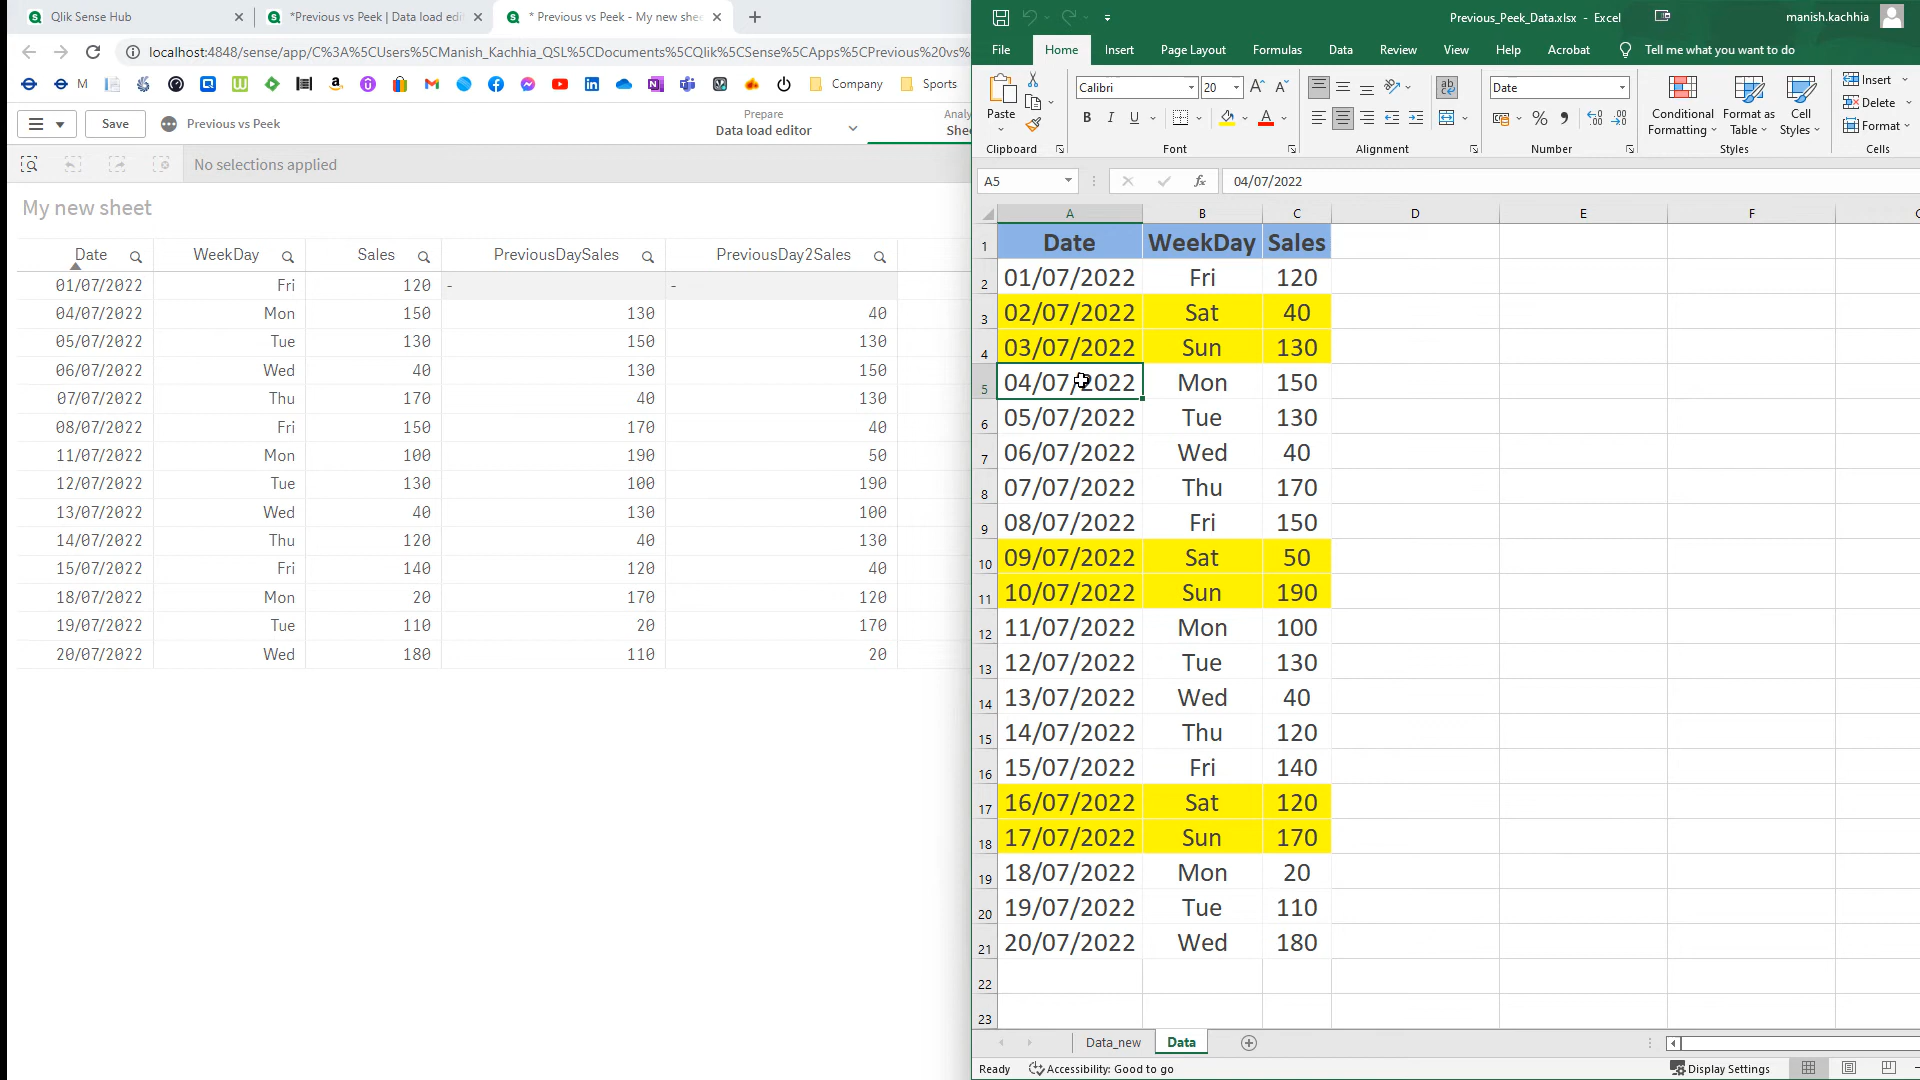 Qlik Sense Hub
*Previous vs Peek | Data load edi
* Previous vs Peek - My new shee
localhost:4848/sense/app/C%3A%5CUsers%5CManish_Kachhia_QSL%5CDocuments%5CQlik%5CSense%5CApps%5CPrevious%20vs%
M
Company
Sports
Save
Previous vs Peek
Prepare
Data load editor
Analy
Shee
No selections applied
My new sheet
Date WeekDay Sales PreviousDaySales PreviousDay2Sales
01/07/2022 Fri 120 - -
04/07/2022 Mon 150 130 40
05/07/2022 Tue 130 150 130
06/07/2022 Wed 40 130 150
07/07/2022 Thu 170 40 130
08/07/2022 Fri 150 170 40
11/07/2022 Mon 100 190 50
12/07/2022 Tue 130 100 190
13/07/2022 Wed 40 130 100
14/07/2022 Thu 120 40 130
15/07/2022 Fri 140 120 40
18/07/2022 Mon 20 170 120
19/07/2022 Tue 110 20 170
20/07/2022 Wed 180 110 20
Previous_Peek_Data.xlsx - Excel
manish.kachhia
File Home Insert Page Layout Formulas Data Review View Help Acrobat Tell me what you want to do
Paste
Clipboard
Calibri 20
B I U
Font
Alignment
Date
Number
Conditional Formatting
Format as Table
Cell Styles
Styles
Insert
Delete
Format
Cells
A5 fx 04/07/2022
A B C D E F
1 Date WeekDay Sales
2 01/07/2022 Fri 120
3 02/07/2022 Sat 40
4 03/07/2022 Sun 130
5 04/07/2022 Mon 150
6 05/07/2022 Tue 130
7 06/07/2022 Wed 40
8 07/07/2022 Thu 170
9 08/07/2022 Fri 150
10 09/07/2022 Sat 50
11 10/07/2022 Sun 190
12 11/07/2022 Mon 100
13 12/07/2022 Tue 130
14 13/07/2022 Wed 40
15 14/07/2022 Thu 120
16 15/07/2022 Fri 140
17 16/07/2022 Sat 120
18 17/07/2022 Sun 170
19 18/07/2022 Mon 20
20 19/07/2022 Tue 110
21 20/07/2022 Wed 180
22
23
Data_new Data
Ready Accessibility: Good to go Display Settings